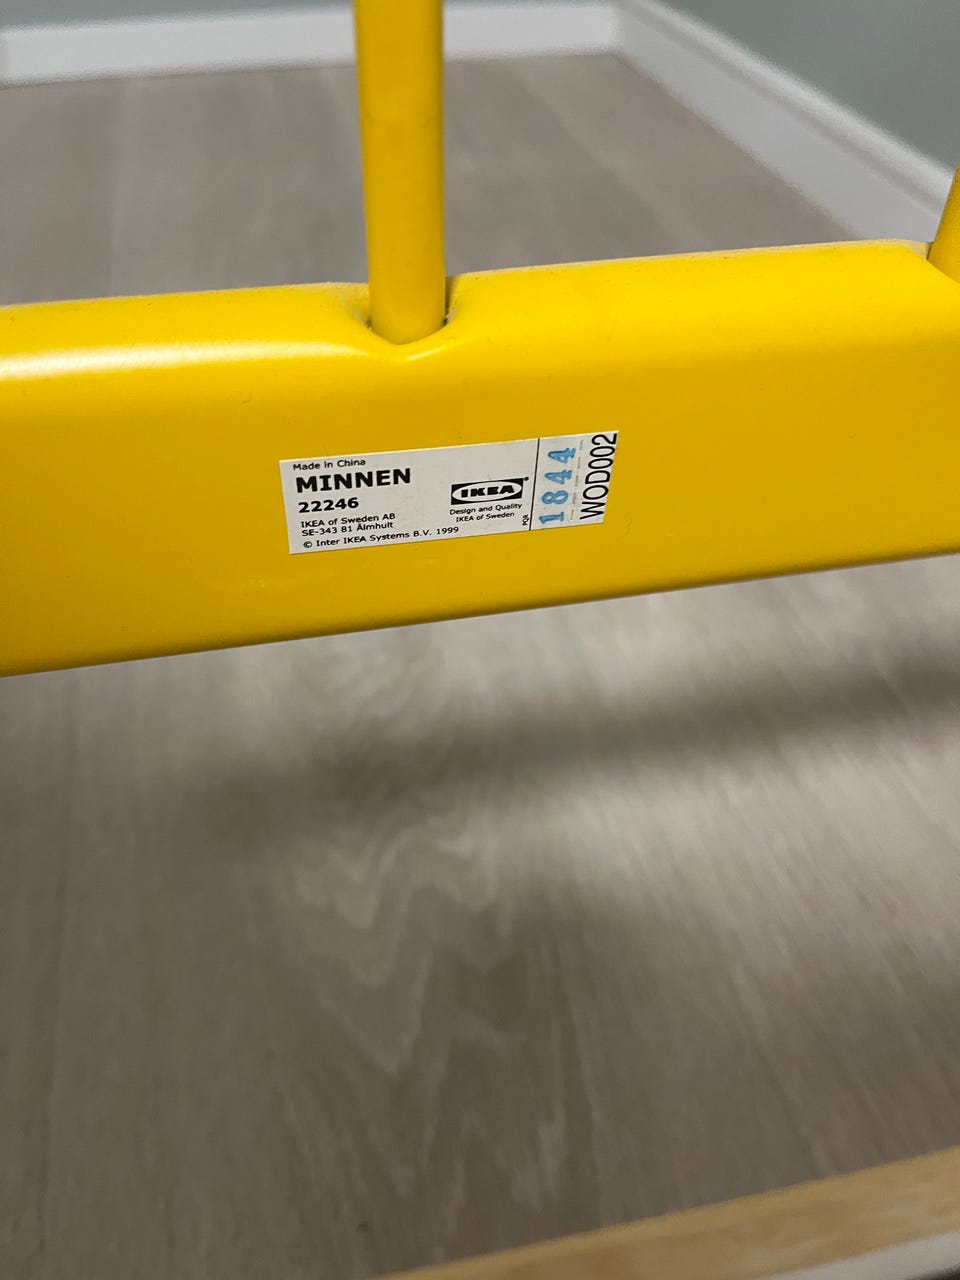 Made in China
MINNEN
22246
IKEA of Sweden AB
SE-343 81 Älmhult
© Inter IKEA Systems B.V. 1999
IKEA®
Design and Quality
IKEA of Sweden
PQR
1844
WOD002